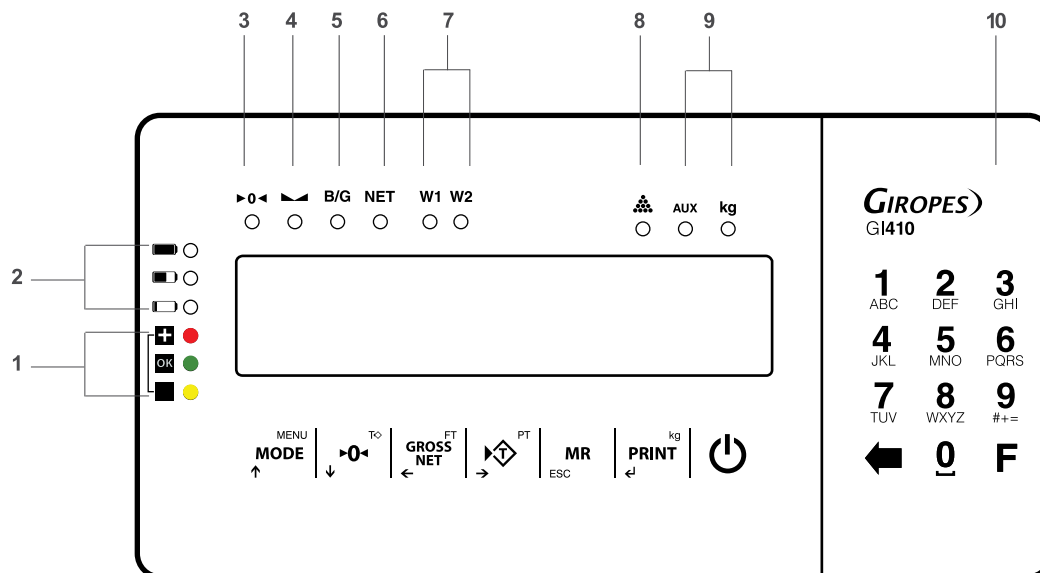 3 4 5 6 7 8 9 10
►0◄ B/G NET W1 W2 AUX kg
GIROPES
GI410
2
1
+
OK
1 2 3
ABC DEF GHI
4 5 6
JKL MNO PQRS
7 8 9
TUV WXYZ #+=
0 F
MENU T◇ FT PT kg
MODE ►0◄ GROSS NET T MR PRINT
↑ ↓ ← → ESC ↵